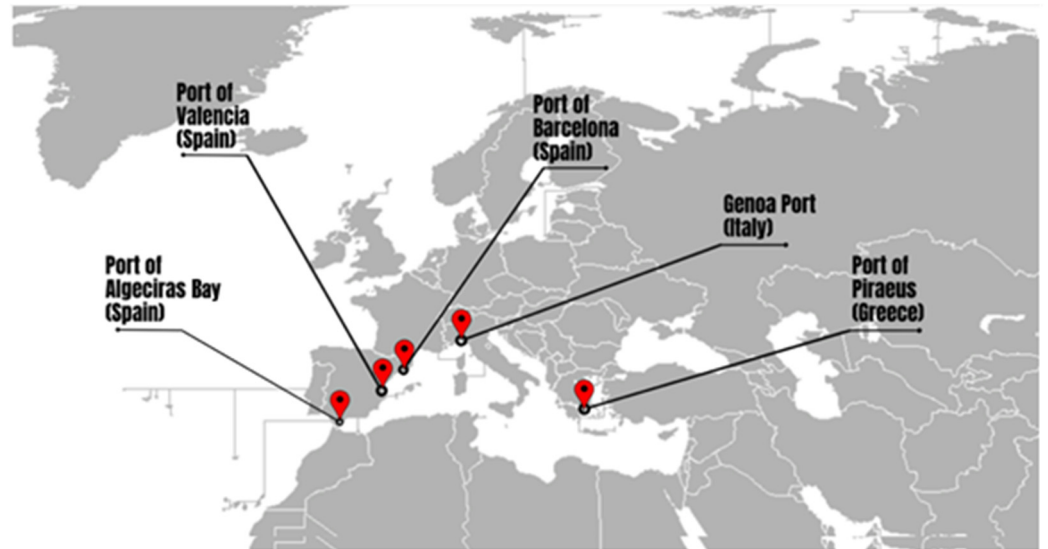 Port of
Valencia
(Spain)
Port of
Barcelona
(Spain)
Genoa Port
(Italy)
Port of
Algeciras Bay
(Spain)
Port of
Piraeus
(Greece)